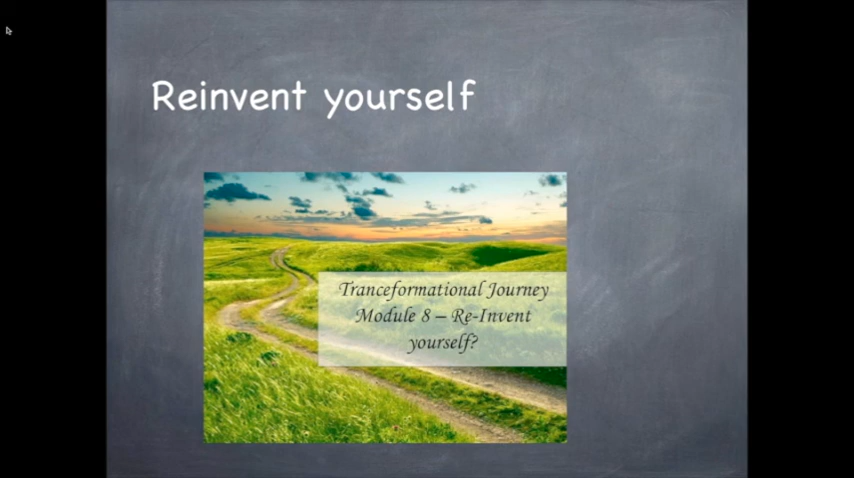 Reinvent yourself
Tranceformational Journey
Module 8 – Re-Invent
yourself?